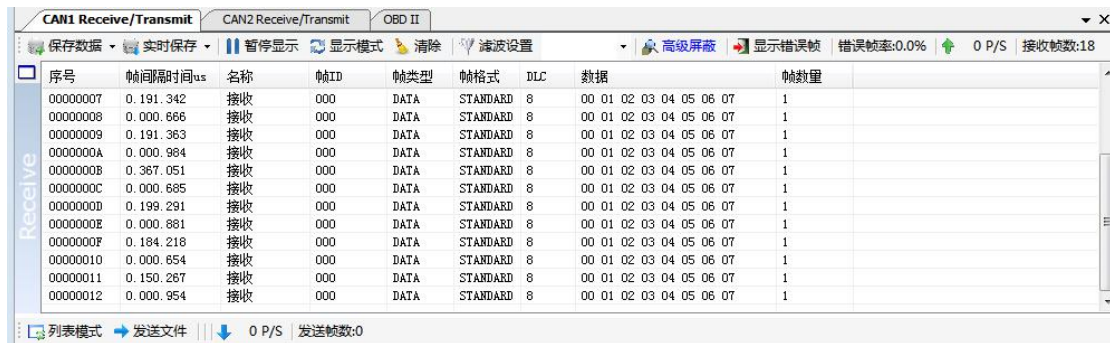 CAN1 Receive/Transmit CAN2 Receive/Transmit OBD II
保存数据 实时保存 暂停显示 显示模式 清除 滤波设置 高级屏蔽 显示错误帧 错误帧率:0.0% 0 P/S 接收帧数:18
序号 帧间隔时间us 名称 帧ID 帧类型 帧格式 DLC 数据 帧数量
00000007 0.191.342 接收 000 DATA STANDARD 8 00 01 02 03 04 05 06 07 1
00000008 0.000.666 接收 000 DATA STANDARD 8 00 01 02 03 04 05 06 07 1
00000009 0.191.363 接收 000 DATA STANDARD 8 00 01 02 03 04 05 06 07 1
0000000A 0.000.984 接收 000 DATA STANDARD 8 00 01 02 03 04 05 06 07 1
0000000B 0.367.051 接收 000 DATA STANDARD 8 00 01 02 03 04 05 06 07 1
0000000C 0.000.685 接收 000 DATA STANDARD 8 00 01 02 03 04 05 06 07 1
0000000D 0.199.291 接收 000 DATA STANDARD 8 00 01 02 03 04 05 06 07 1
0000000E 0.000.881 接收 000 DATA STANDARD 8 00 01 02 03 04 05 06 07 1
0000000F 0.184.218 接收 000 DATA STANDARD 8 00 01 02 03 04 05 06 07 1
00000010 0.000.654 接收 000 DATA STANDARD 8 00 01 02 03 04 05 06 07 1
00000011 0.150.267 接收 000 DATA STANDARD 8 00 01 02 03 04 05 06 07 1
00000012 0.000.954 接收 000 DATA STANDARD 8 00 01 02 03 04 05 06 07 1
Receive
列表模式 发送文件 0 P/S 发送帧数:0